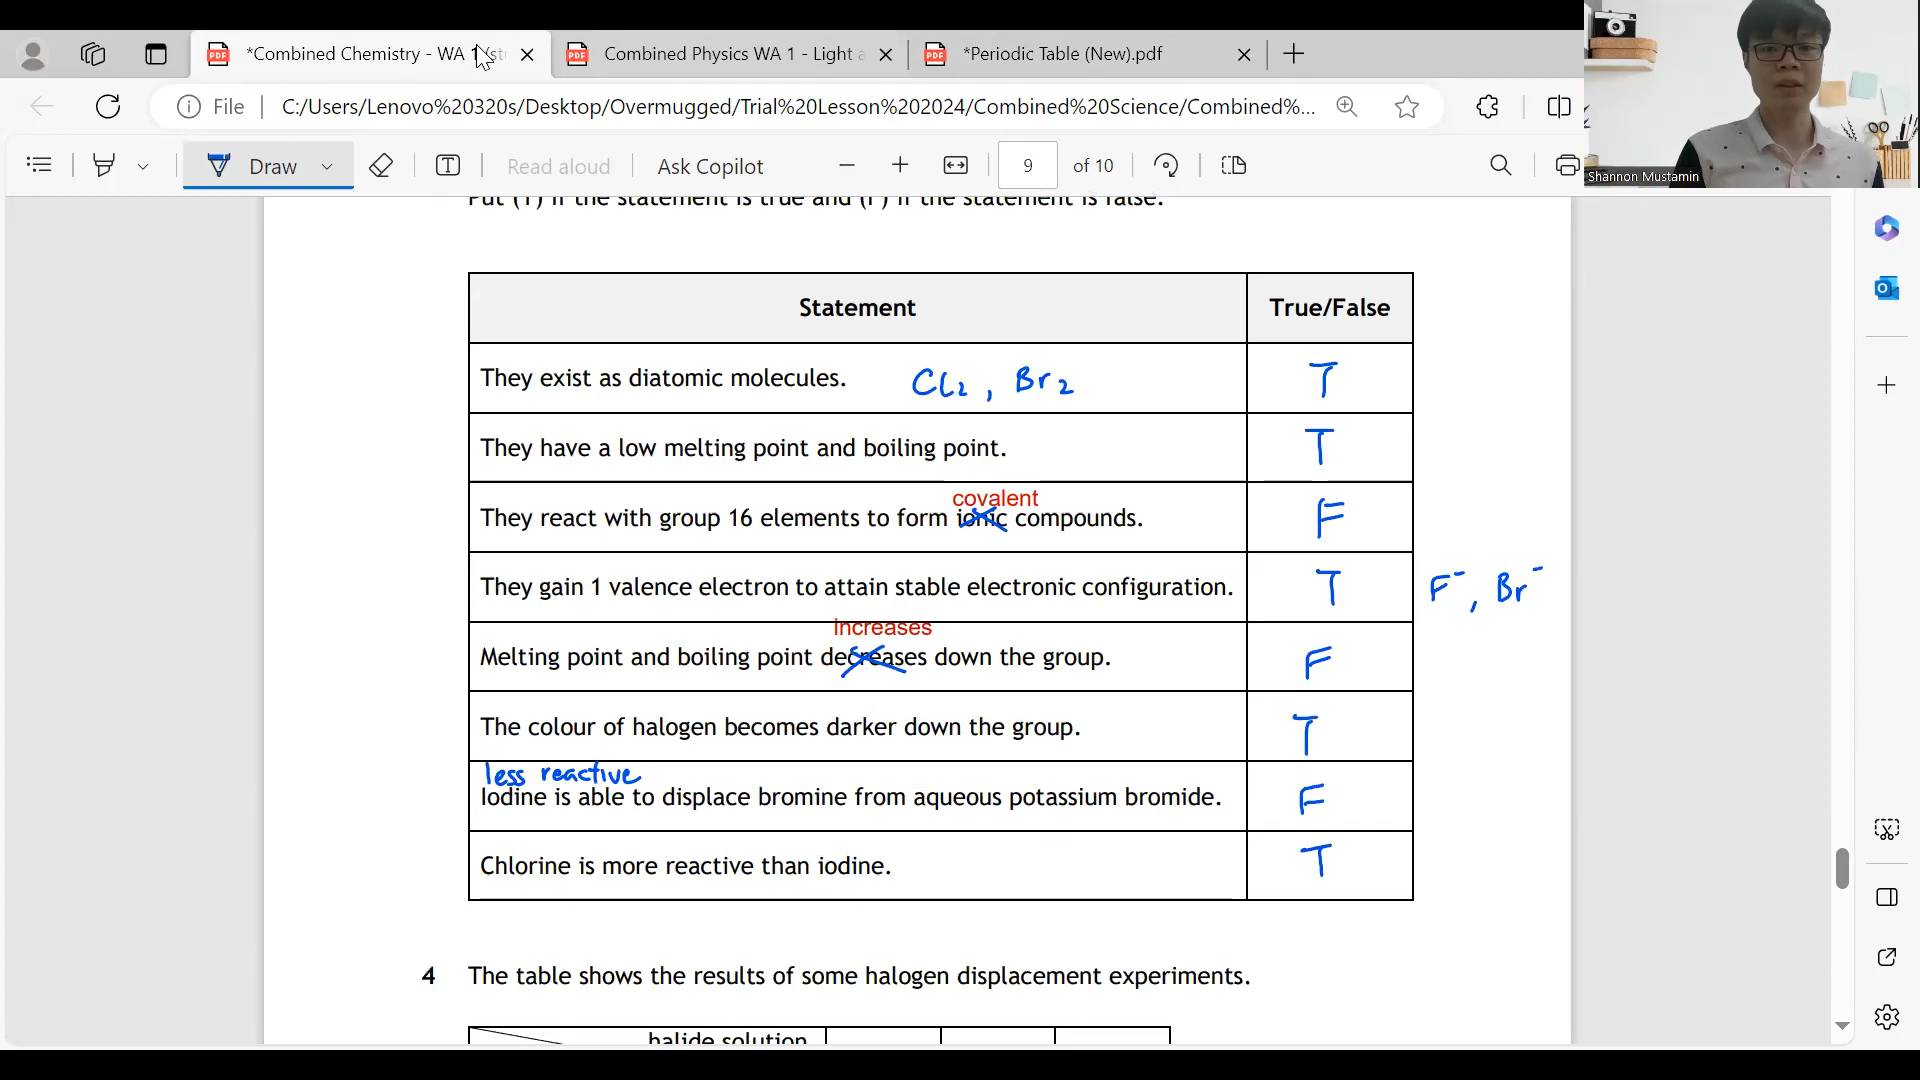 *Combined Chemistry - WA 1 (st
Combined Physics WA 1 - Light a
*Periodic Table (New).pdf
File
C:/Users/Lenovo%20320s/Desktop/Overmugged/Trial%20Lesson%202024/Combined%20Science/Combined%...
Draw
Read aloud
Ask Copilot
9
of 10
Shannon Mustamin
Put (T) if the statement is true and (F) if the statement is false.
Statement
True/False
They exist as diatomic molecules.
Cl2, Br2
T
They have a low melting point and boiling point.
T
covalent
They react with group 16 elements to form ionic compounds.
F
They gain 1 valence electron to attain stable electronic configuration.
T
F⁻, Br⁻
increases
Melting point and boiling point decreases down the group.
F
The colour of halogen becomes darker down the group.
T
less reactive
Iodine is able to displace bromine from aqueous potassium bromide.
F
Chlorine is more reactive than iodine.
T
4 The table shows the results of some halogen displacement experiments.
halide solution